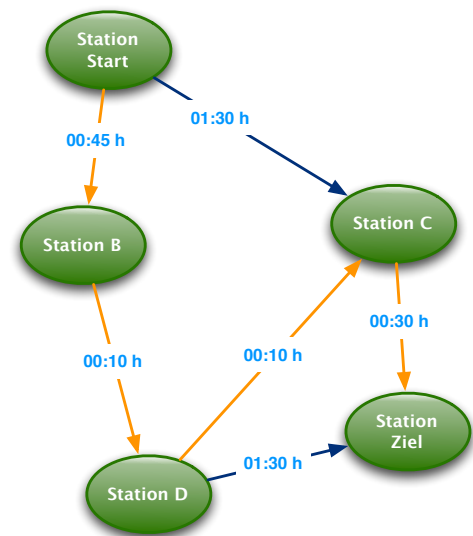 Station
Start
01:30 h
00:45 h
Station C
Station B
00:30 h
00:10 h
00:10 h
Station
Ziel
01:30 h
Station D